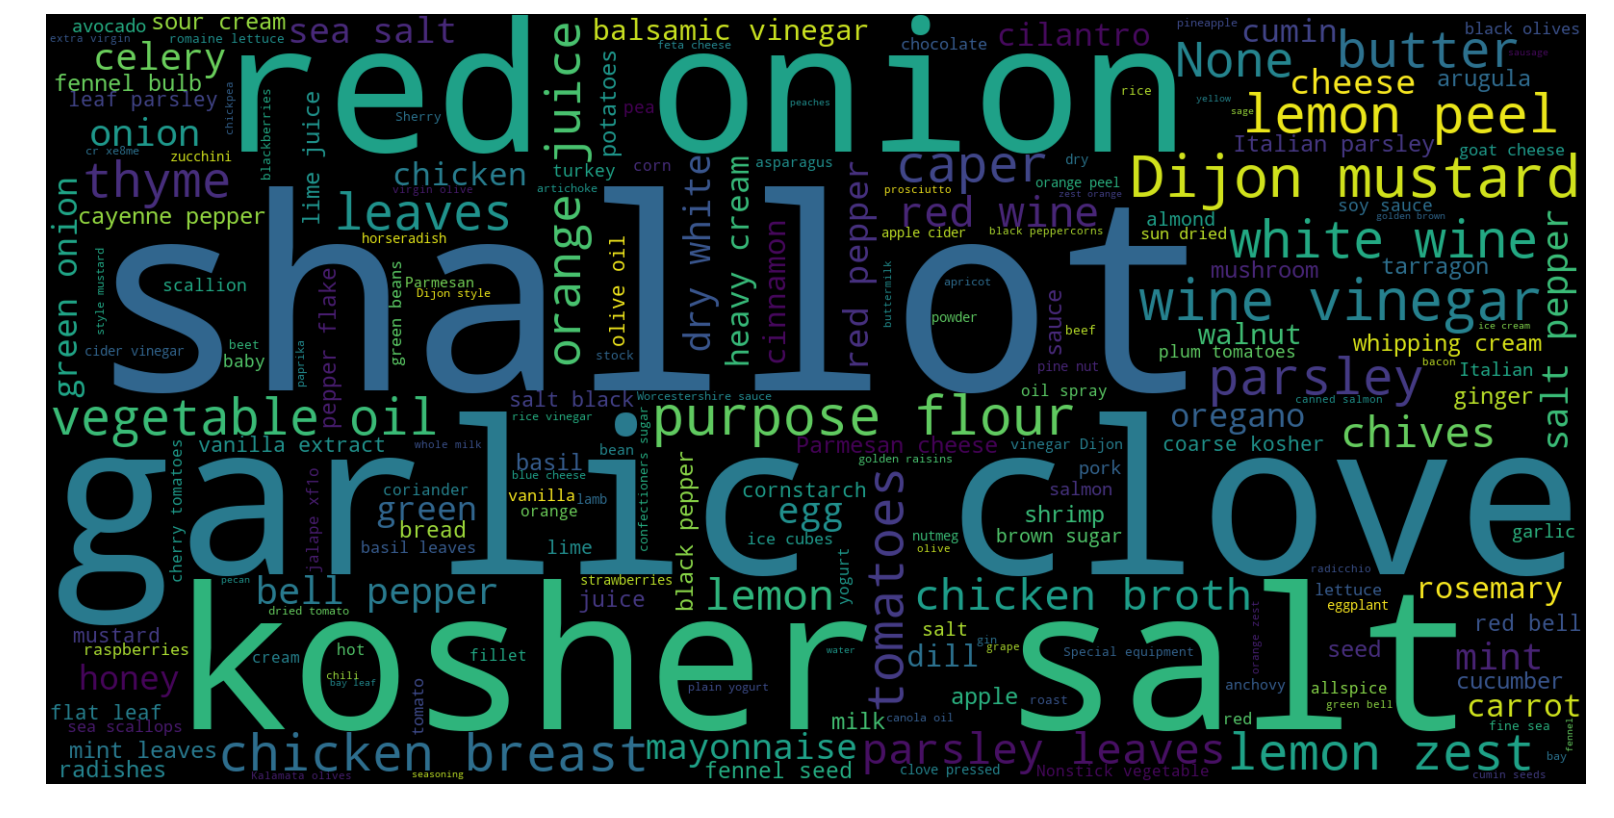 avocado
sour cream
sea salt
balsamic vinegar
cilantro
pineapple
cumin
black olives
extra virgin
romaine lettuce
feta cheese
chocolate
butter
sausage
celery
red onion
orange juice
None
cheese
arugula
fennel bulb
leaf parsley
chickpea
blackberries
lime juice
Sherry
potatoes
pea
peaches
rice
yellow
sage
lemon peel
onion
cr xe8me
zucchini
Italian parsley
goat cheese
thyme
chicken
virgin olive
artichoke
turkey
corn
dry white
heavy cream
asparagus
red pepper
caper
prosciutto
dry
orange peel
zest orange
Dijon mustard
cayenne pepper
leaves
red wine
almond
soy sauce
golden brown
green onion
horseradish
olive oil
apple cider
black peppercorns
sun dried
white wine
salt pepper
shallot
scallion
pepper flake
green beans
Parmesan
Dijon style
cinnamon
buttermilk
apricot
powder
sauce
mushroom
tarragon
style mustard
wine vinegar
cider vinegar
beet
baby
paprika
stock
beef
pine nut
walnut
plum tomatoes
ice cream
whipping cream
bacon
Italian
vegetable oil
salt black
Worcestershire sauce
rice vinegar
confectioners sugar
purpose flour
oil spray
parsley
canned salmon
ginger
oregano
chives
vanilla extract
whole milk
bean
Parmesan cheese
vinegar Dijon
coarse kosher
garlic clove
cherry tomatoes
jalape xf1o
basil
blue cheese
black pepper
golden raisins
pork
coriander
vanilla
lamb
cornstarch
tomatoes
salmon
green
orange
egg
shrimp
bread
basil leaves
lime
ice cubes
yogurt
nutmeg
olive
brown sugar
garlic
pecan
strawberries
radicchio
bell pepper
juice
lemon
chicken broth
lettuce
eggplant
rosemary
dried tomato
kosher salt
mustard
raspberries
cream
hot
chili
bay leaf
fillet
water
salt
gin
grape
dill
Special equipment
orange zest
seed
red bell
mint
honey
tomato
plain yogurt
apple
roast
anchovy
allspice
green bell
cucumber
carrot
flat leaf
sea scallops
milk
canola oil
red
fine sea
fennel
mint leaves
chicken breast
mayonnaise
parsley leaves
lemon zest
bay
radishes
Kalamata olives
seasoning
fennel seed
clove pressed
Nonstick vegetable
cumin seeds